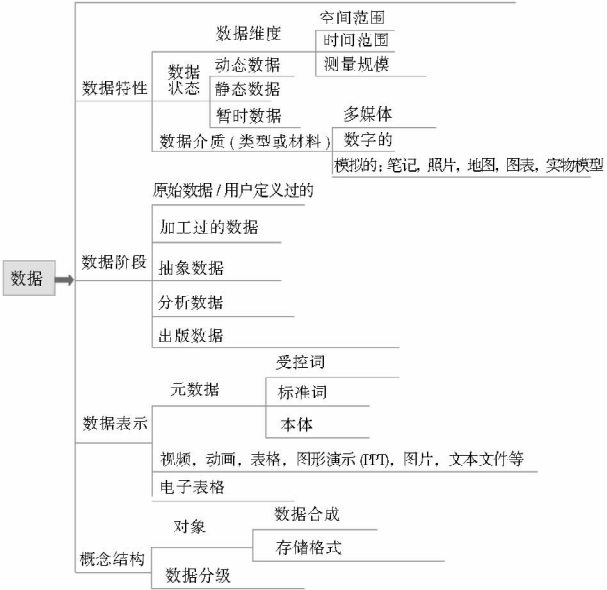 空间范围
数据维度
时间范围
测量规模
数据状态
动态数据
数据特性
静态数据
暂时数据
多媒体
数据介质(类型或材料)
数字的
模拟的：笔记，照片，地图，图表，实物模型
原始数据/用户定义过的
加工过的数据
数据阶段
抽象数据
数据
分析数据
出版数据
受控词
元数据
标准词
数据表示
本体
视频，动画，表格，图形演示(PPT)，图片，文本文件等
电子表格
数据合成
对象
存储格式
概念结构
数据分级